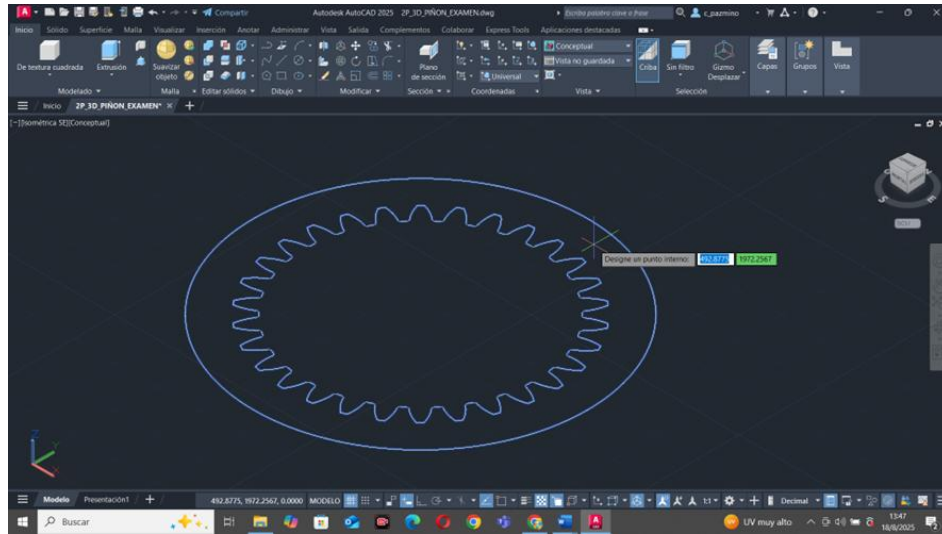 Compartir Autodesk AutoCAD 2025 2P_3D_PIÑON_EXAMEN.dwg Escriba palabra clave o frase c_pazmino
Inicio Sólido Superficie Malla Visualizar Inserción Anotar Administrar Vista Salida Complementos Colaborar Express Tools Aplicaciones destacadas
De textura cuadrada Extrusión Suavizar objeto Plano de sección Universal Conceptual Vista no guardada Criba Sin filtro Gizmo Desplazar Capas Grupos Vista
Modelado Malla Editar sólidos Dibujo Modificar Sección Coordenadas Vista Selección
Inicio 2P_3D_PIÑON_EXAMEN* +
[−][Isométrica SE][Conceptual]
S
Designe un punto interno: 492.8775 1972.2567
Z
Y
X
Modelo Presentación1 + 492.8775, 1972.2567, 0.0000 MODELO 1:1 Decimal
Buscar UV muy alto 13:47
18/8/2025